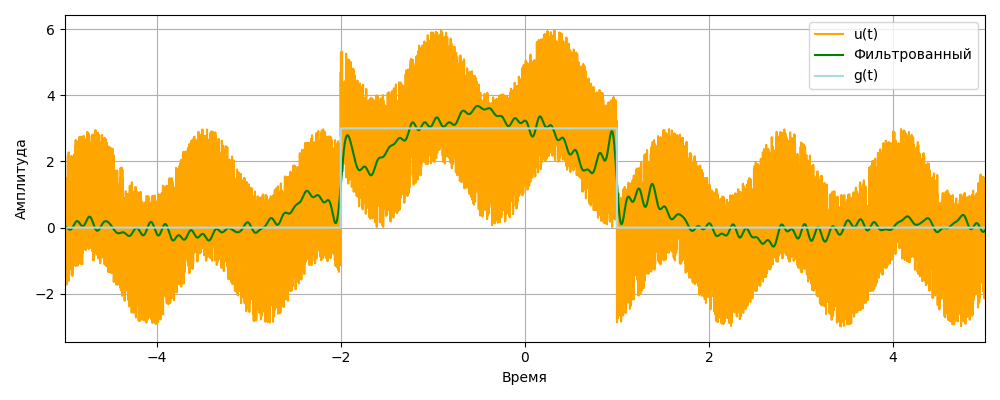 6
4
2
0
−2
−4
−2
0
2
4
Амплитуда
Время
u(t)
Фильтрованный
g(t)